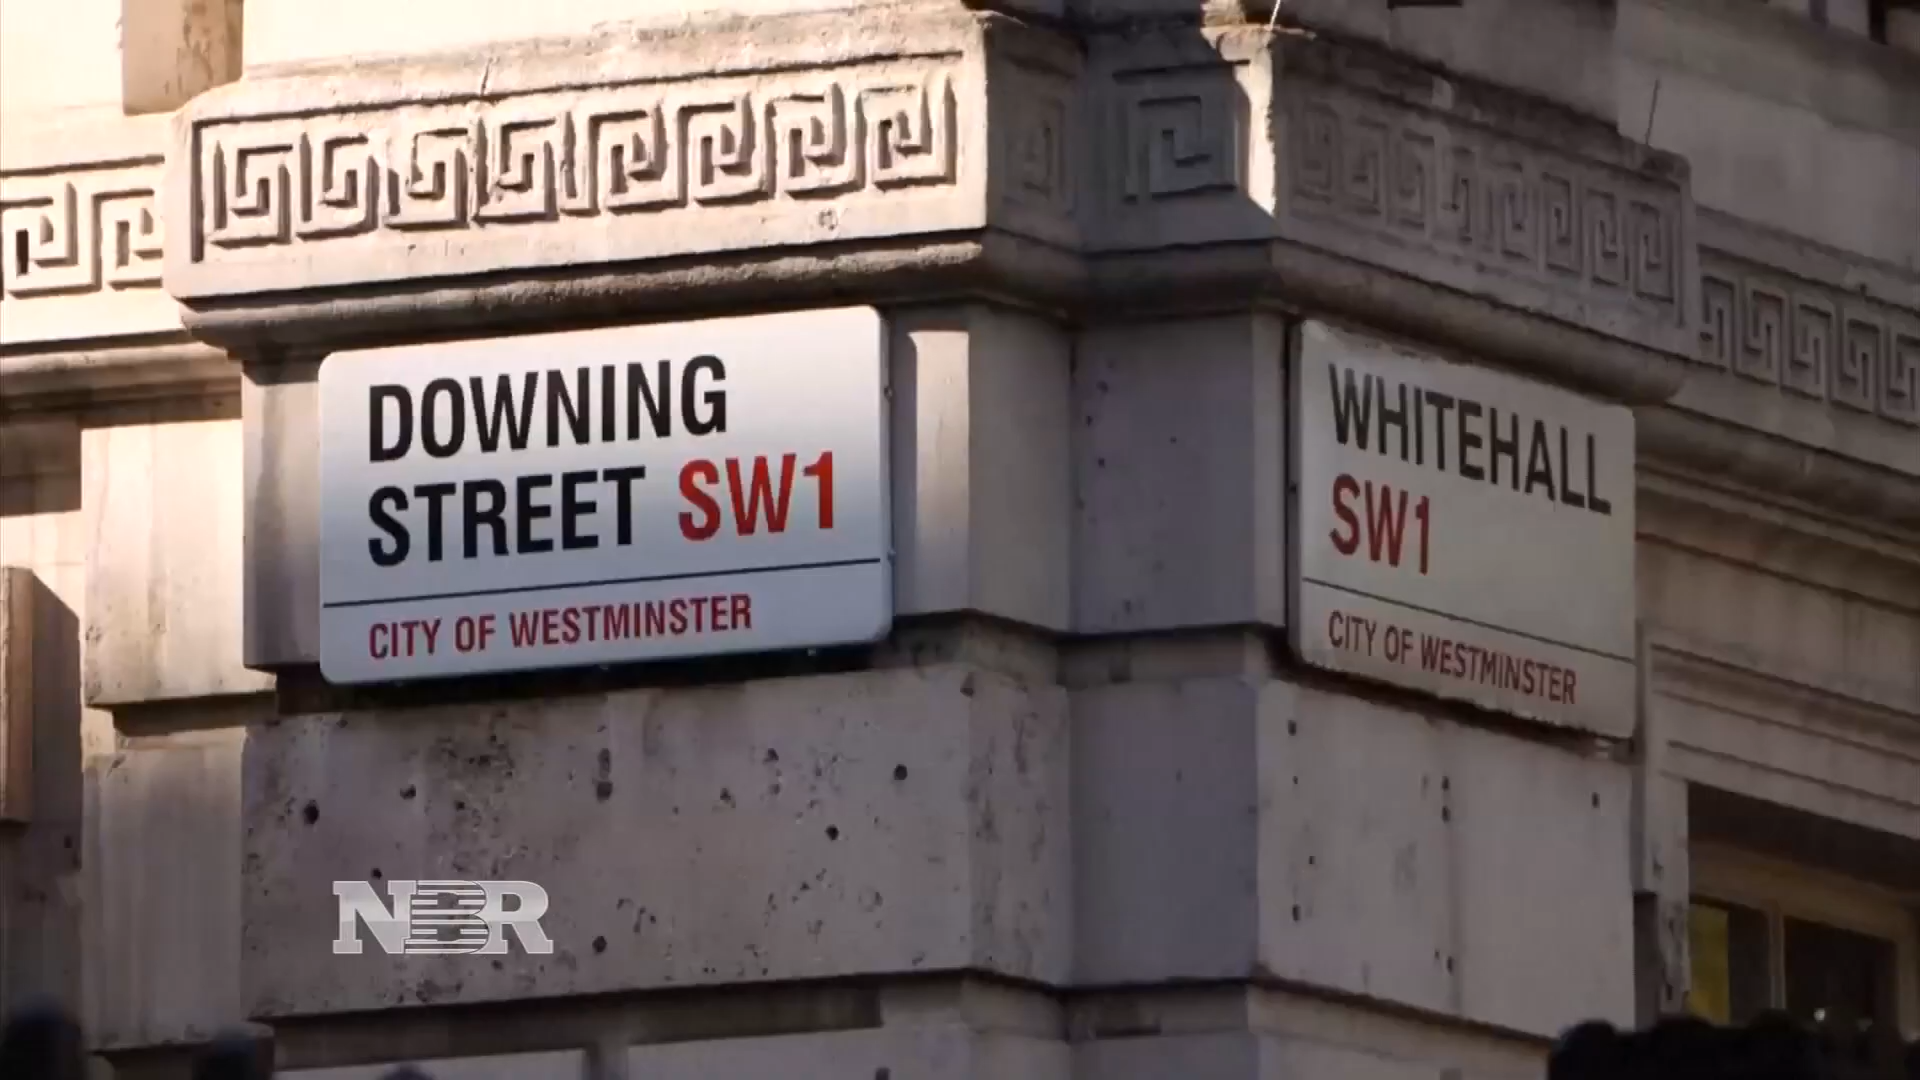 DOWNING
STREET SW1
CITY OF WESTMINSTER
WHITEHALL
SW1
CITY OF WESTMINSTER
NBR